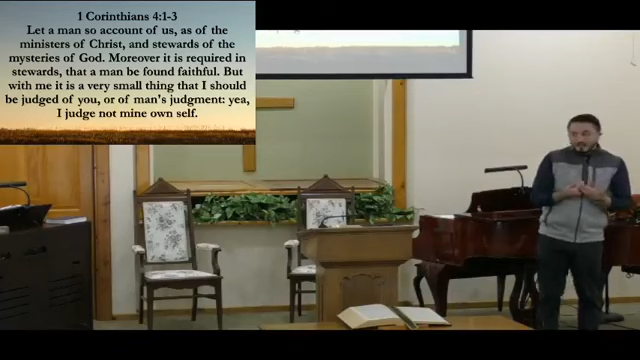 1 Corinthians 4:1-3
Let a man so account of us, as of the
ministers of Christ, and stewards of the
mysteries of God. Moreover it is required in
stewards, that a man be found faithful. But
with me it is a very small thing that I should
be judged of you, or of man's judgment: yea,
I judge not mine own self.